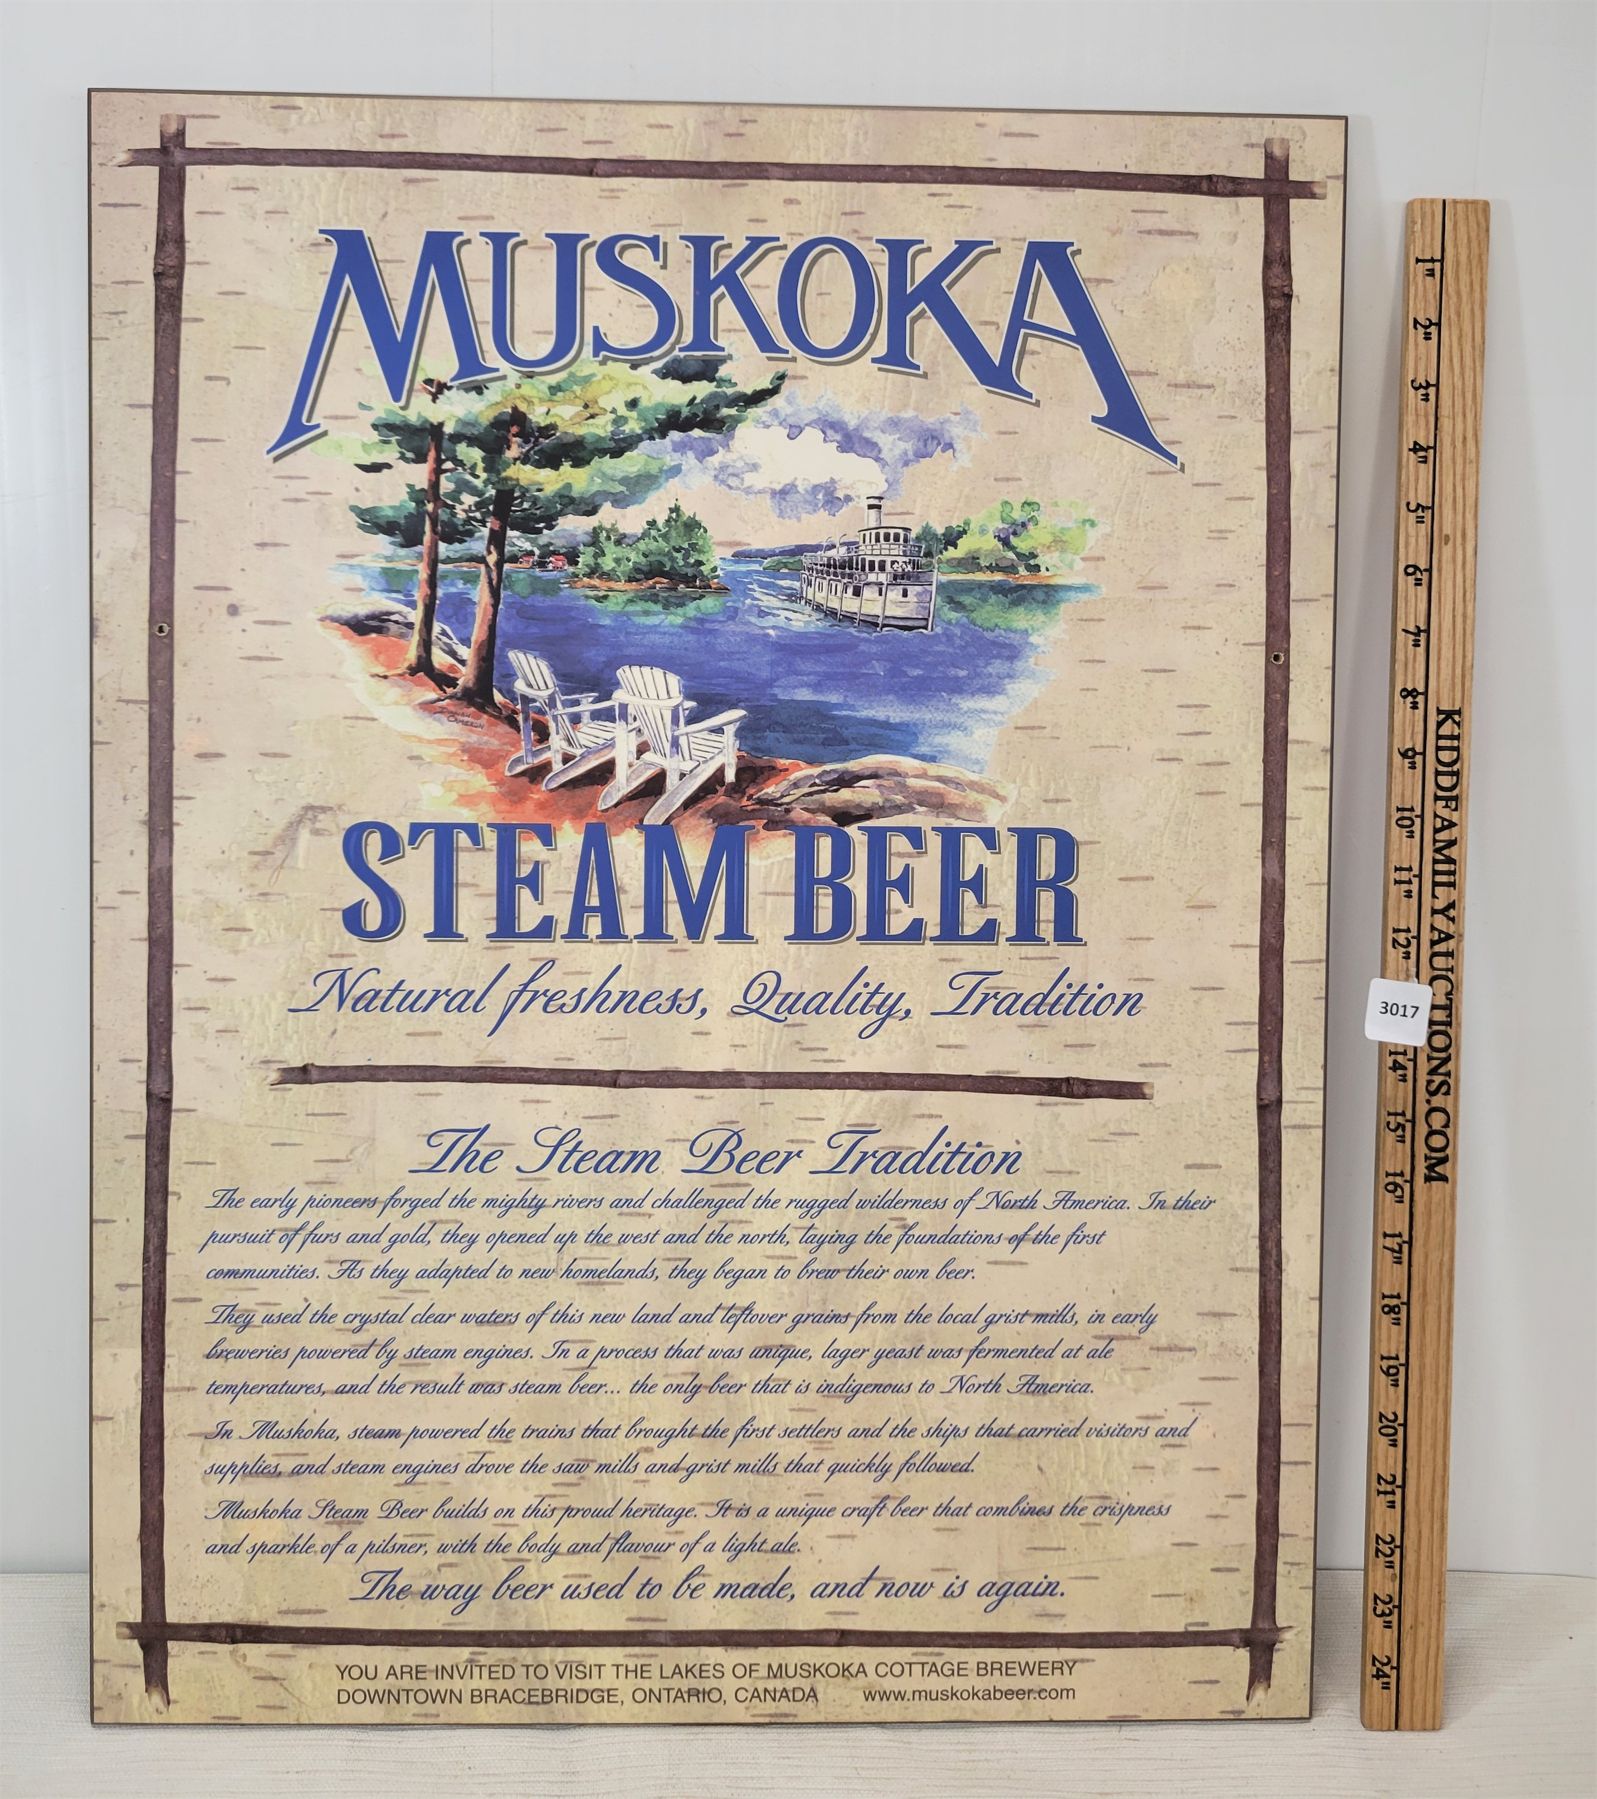 MUSKOKA
STEAM BEER
Natural freshness, Quality, Tradition
The Steam Beer Tradition
The early pioneers forged the mighty rivers and challenged the rugged wilderness of North America. In their
pursuit of furs and gold, they opened up the west and the north, laying the foundations of the first
communities. As they adapted to new homelands, they began to brew their own beer.
They used the crystal clear waters of this new land and leftover grains from the local grist mills, in early
breweries powered by steam engines. In a process that was unique, lager yeast was fermented at ale
temperatures, and the result was steam beer... the only beer that is indigenous to North America.
In Muskoka, steam powered the trains that brought the first settlers and the ships that carried visitors and
supplies, and steam engines drove the saw mills and grist mills that quickly followed.
Muskoka Steam Beer builds on this proud heritage. It is a unique craft beer that combines the crispness
and sparkle of a pilsner, with the body and flavour of a light ale.
The way beer used to be made, and now is again.
YOU ARE INVITED TO VISIT THE LAKES OF MUSKOKA COTTAGE BREWERY
DOWNTOWN BRACEBRIDGE, ONTARIO, CANADA www.muskokabeer.com
1" 2" 3" 4" 5" 6" 7" 8" 9" 10" 11" 12" 14" 15" 16" 17" 18" 19" 20" 21" 22" 23" 24"
KIDDFAMILYAUCTIONS.COM
3017